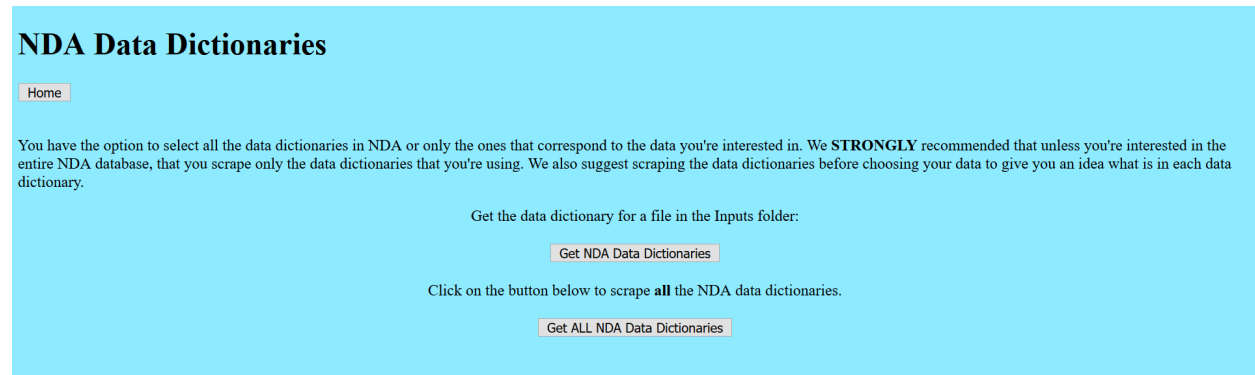 NDA Data Dictionaries
Home
You have the option to select all the data dictionaries in NDA or only the ones that correspond to the data you're interested in. We STRONGLY recommended that unless you're interested in the
entire NDA database, that you scrape only the data dictionaries that you're using. We also suggest scraping the data dictionaries before choosing your data to give you an idea what is in each data
dictionary.
Get the data dictionary for a file in the Inputs folder:
Get NDA Data Dictionaries
Click on the button below to scrape all the NDA data dictionaries.
Get ALL NDA Data Dictionaries